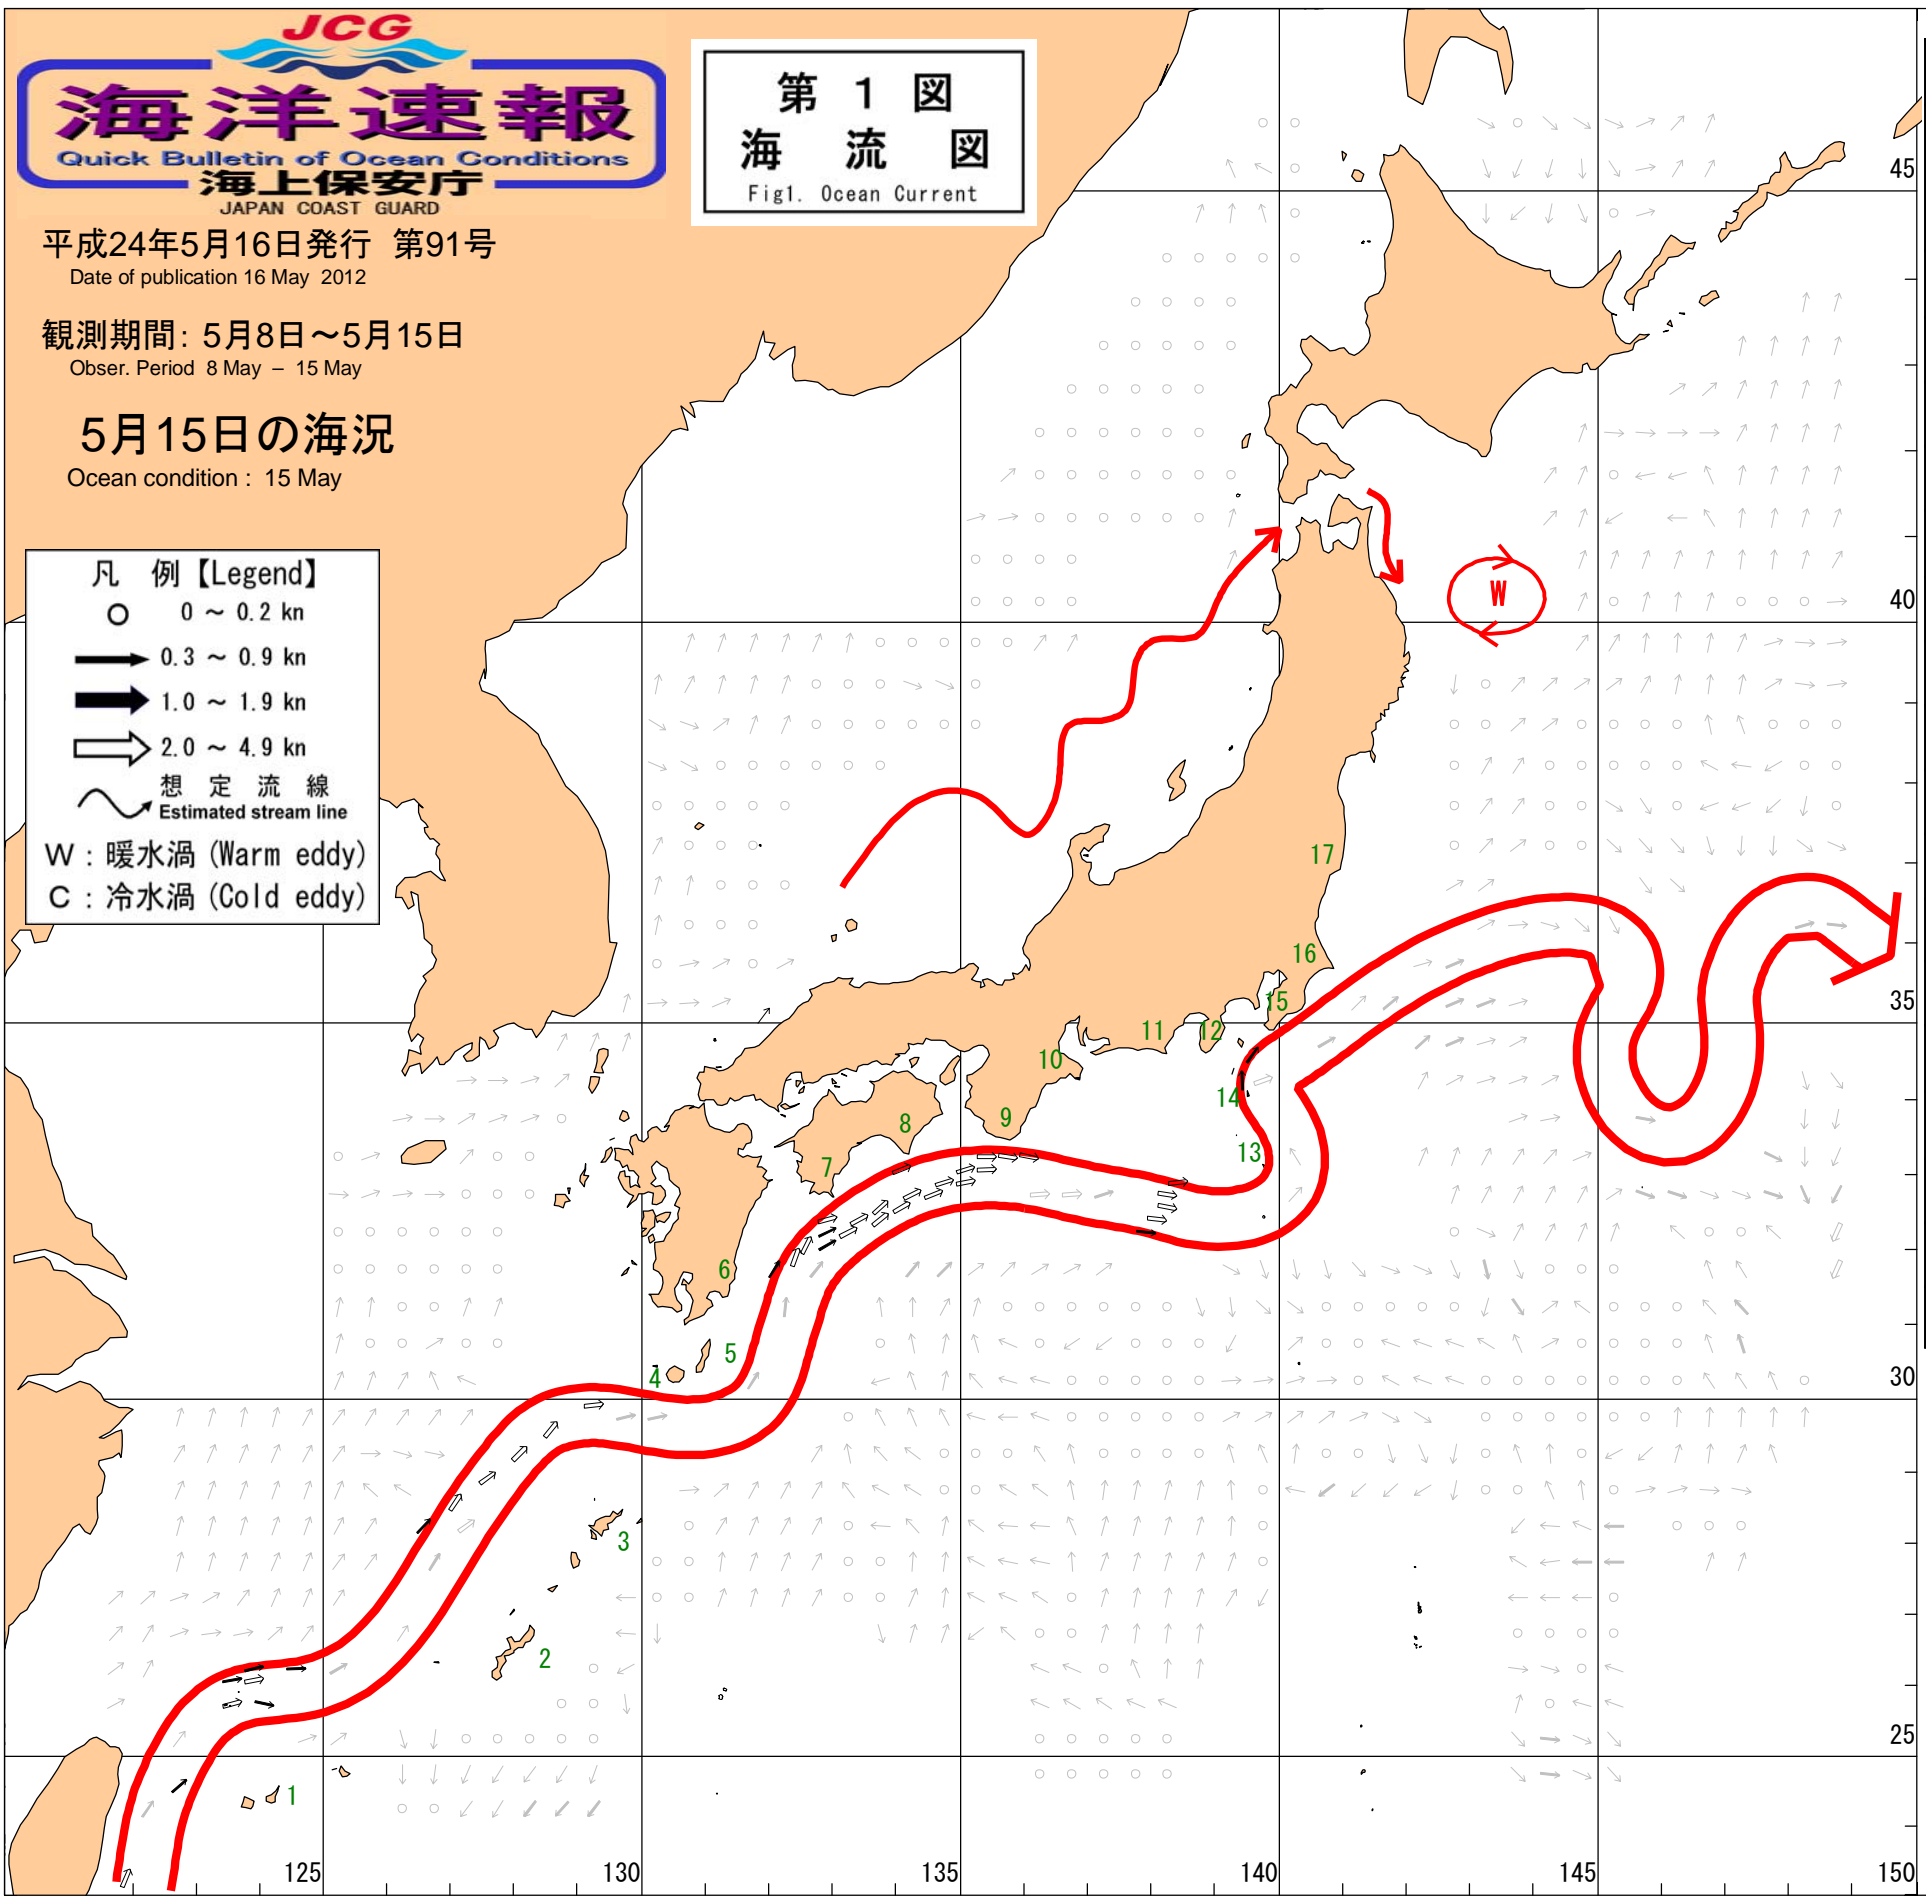 JCG
海洋速報
Quick Bulletin of Ocean Conditions
海上保安庁
JAPAN COAST GUARD
第 1 図
海 流 図
Fig1. Ocean Current
平成24年5月16日発行 第91号
Date of publication 16 May 2012
観測期間: 5月8日～5月15日
Obser. Period 8 May – 15 May
5月15日の海況
Ocean condition : 15 May
凡 例【Legend】
0 ～ 0.2 kn
0.3 ～ 0.9 kn
1.0 ～ 1.9 kn
2.0 ～ 4.9 kn
想 定 流 線
Estimated stream line
W : 暖水渦 (Warm eddy)
C : 冷水渦 (Cold eddy)
45
W
40
17
16
35
15
12
11
10
14
9
8
13
7
6
5
4
30
3
2
25
1
125
130
135
140
145
150